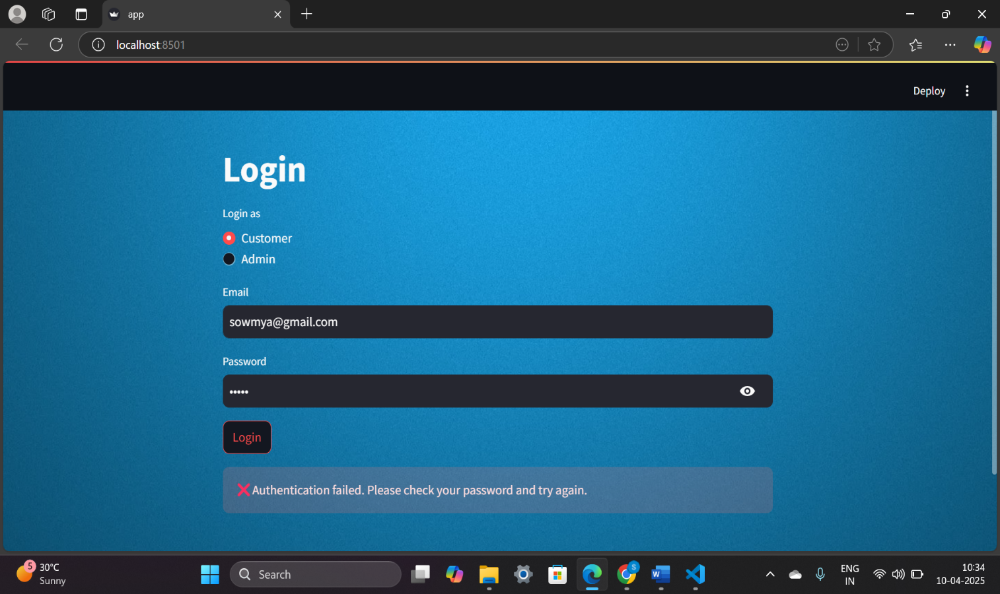 app
localhost:8501
Deploy
Login
Login as
Customer
Admin
Email
sowmya@gmail.com
Password
•••••
Login
❌Authentication failed. Please check your password and try again.
5
30°C
Sunny
Search
S
W
ENG
IN
10:34
10-04-2025